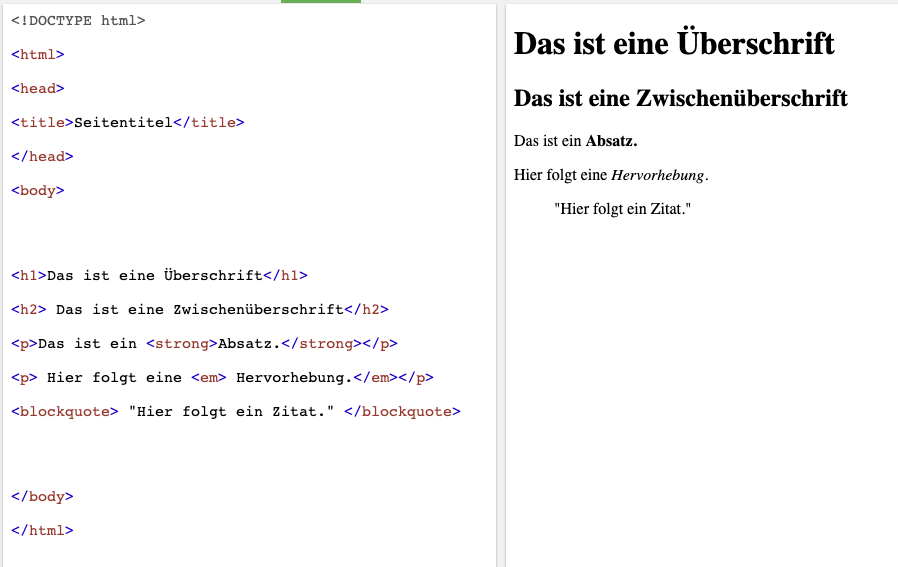 <!DOCTYPE html>
<html>
<head>
<title>Seitentitel</title>
</head>
<body>
<h1>Das ist eine Überschrift</h1>
<h2> Das ist eine Zwischenüberschrift</h2>
<p>Das ist ein <strong>Absatz.</strong></p>
<p> Hier folgt eine <em> Hervorhebung.</em></p>
<blockquote> "Hier folgt ein Zitat." </blockquote>
</body>
</html>
Das ist eine Überschrift
Das ist eine Zwischenüberschrift
Das ist ein Absatz.
Hier folgt eine Hervorhebung.
"Hier folgt ein Zitat."